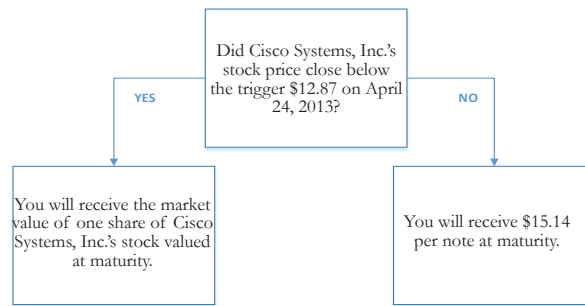 Did Cisco Systems, Inc.'s
stock price close below
the trigger $12.87 on April
24, 2013?
YES
NO
You will receive the market
value of one share of Cisco
Systems, Inc.'s stock valued
at maturity.
You will receive $15.14
per note at maturity.